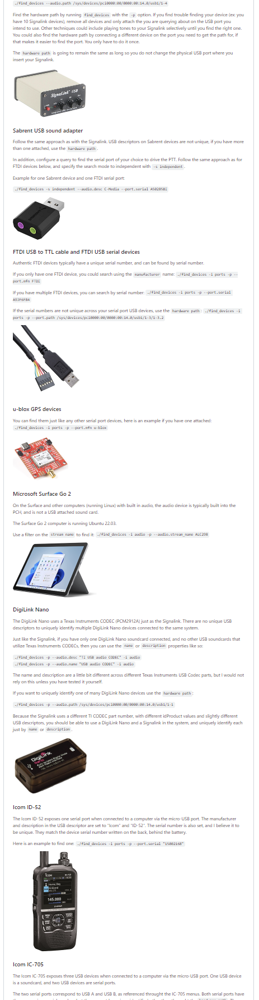 ./find_devices --audio.path /sys/devices/pci0000:00/0000:00:14.0/usb1/1-4
Find the hardware path by running find_devices with the -p option. If you find trouble finding your device (ex: you
have 10 Signalink devices), remove all devices and only attach the you are querying about on the USB port you
intend to use. Other techniques could include playing tones to your Signalink selectively until you find the right one.
You could also find the hardware path by connecting a different device on the port you need to get the path for, if
that makes it easier to find the port. You only have to do it once.
The hardware path is going to remain the same as long so you do not change the physical USB port where you
insert your Signalink.
SignaLink USB
Sabrent USB sound adapter
Follow the same approach as with the Signalink. USB descriptors on Sabrent devices are not unique, if you have more
than one attached, use the hardware path.
In addition, configure a query to find the serial port of your choice to drive the PTT. Follow the same approach as for
FTDI devices below, and specify the search mode to independent with -s independent.
Example for one Sabrent device and one FTDI serial port:
./find_devices -s independent --audio.desc C-Media --port.serial A50285BI
FTDI USB to TTL cable and FTDI USB serial devices
Authentic FTDI devices typically have a unique serial number, and can be found by serial number.
If you only have one FTDI device, you could search using the manufacturer name: ./find_devices -i ports -p --
port.mfn FTDI
If you have multiple FTDI devices, you can search by serial number: ./find_devices -i ports -p --port.serial
A93F6F84
If the serial numbers are not unique across your serial port USB devices, use the hardware path: ./find_devices -i
ports -p --port.path /sys/devices/pci0000:00/0000:00:14.0/usb1/1-3/1-3.2
u-blox GPS devices
You can find them just like any other serial port devices, here is an example if you have one attached:
./find_devices -i ports -p --port.mfn u-blox
Microsoft Surface Go 2
On the Surface and other computers (running Linux) with built in audio, the audio device is typically built into the
PCH, and is not a USB attached sound card.
The Surface Go 2 computer is running Ubuntu 22.03.
Use a filter on the stream name to find it: ./find_devices -i audio -p --audio.stream_name ALC298
DigiLink Nano
The DigiLink Nano uses a Texas Instruments CODEC (PCM2912A) just as the Signalink. There are no unique USB
descriptors to uniquely identify multiple DigiLink Nano devices connected to the same system.
Just like the Signalink, if you have only one DigiLink Nano soundcard connected, and no other USB soundcards that
utilize Texas Instruments CODECs, then you can use the name or description properties like so:
./find_devices -p --audio.desc "TI USB audio CODEC" -i audio
./find_devices -p --audio.name "USB audio CODEC" -i audio
The name and description are a little bit different across different Texas Instruments USB Codec parts, but I would not
rely on this unless you have tested it yourself.
If you want to uniquely identify one of many DigiLink Nano devices use the hardware path:
./find_devices -p --audio.path /sys/devices/pci0000:00/0000:00:14.0/usb1/1-1
Because the Signalink uses a different TI CODEC part number, with different idProduct values and slightly different
USB descriptors, you should be able to use a DigiLink Nano and a Signalink in the system, and uniquely identify each
just by name or description.
DigiLink
nano
Icom ID-52
The Icom ID-52 exposes one serial port when connected to a computer via the micro-USB port. The manufacturer
and description in the USB descriptor are set to "Icom" and "ID-52". The serial number is also set, and I believe it to
be unique. They match the device serial number written on the back, behind the battery.
Here is an example to find one: ./find_devices -i ports -p --port.serial "15002168"
ICOM ID-52
Herne Bay
Kirkland
145.000
Icom IC-705
The Icom IC-705 exposes three USB devices when connected to a computer via the micro-USB port. One USB device
is a soundcard, and two USB devices are serial ports.
The two serial ports correspond to USB A and USB B, as referenced throught the IC-705 menus. Both serial ports have